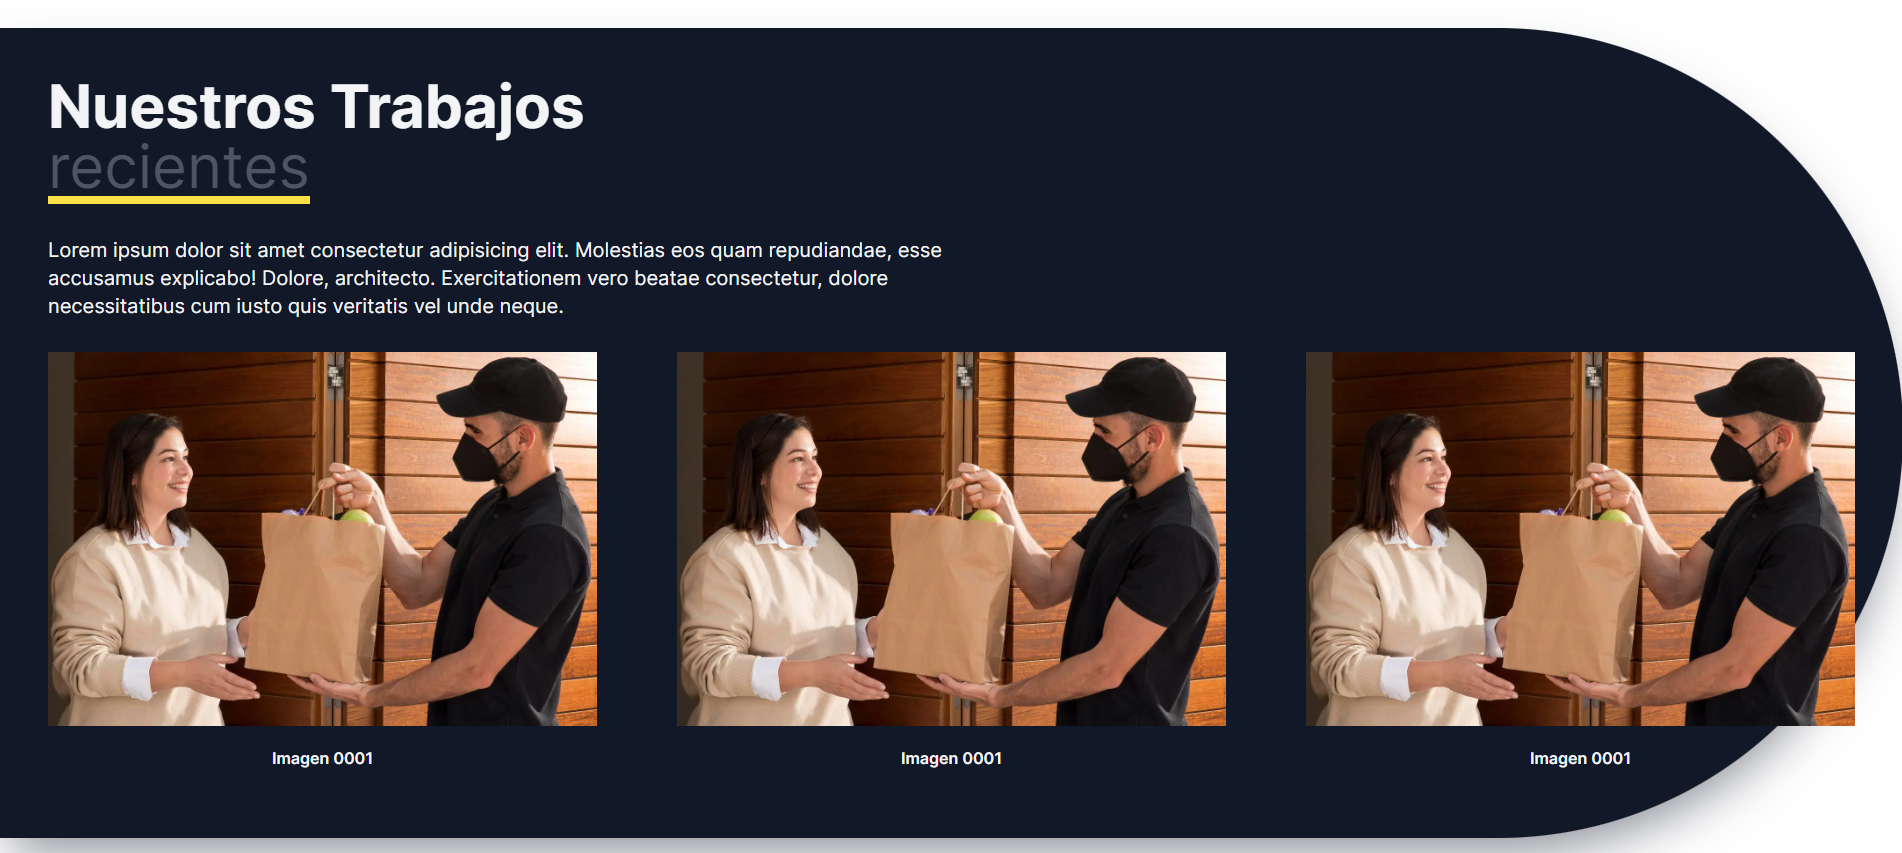 Nuestros Trabajos
recientes
Lorem ipsum dolor sit amet consectetur adipisicing elit. Molestias eos quam repudiandae, esse
accusamus explicabo! Dolore, architecto. Exercitationem vero beatae consectetur, dolore
necessitatibus cum iusto quis veritatis vel unde neque.
Imagen 0001
Imagen 0001
Imagen 0001